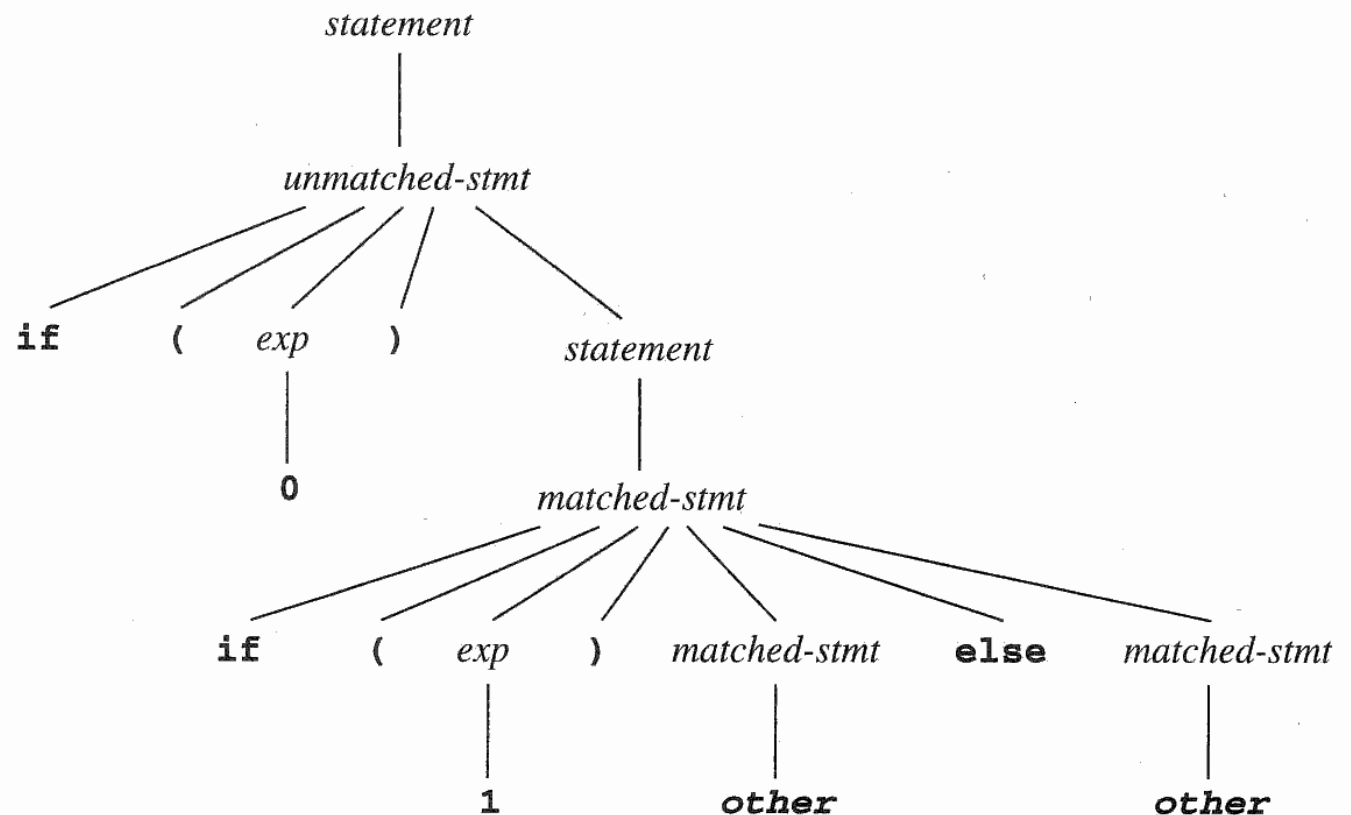 statement
unmatched-stmt
if ( exp ) statement
0
matched-stmt
if ( exp ) matched-stmt else matched-stmt
1 other other